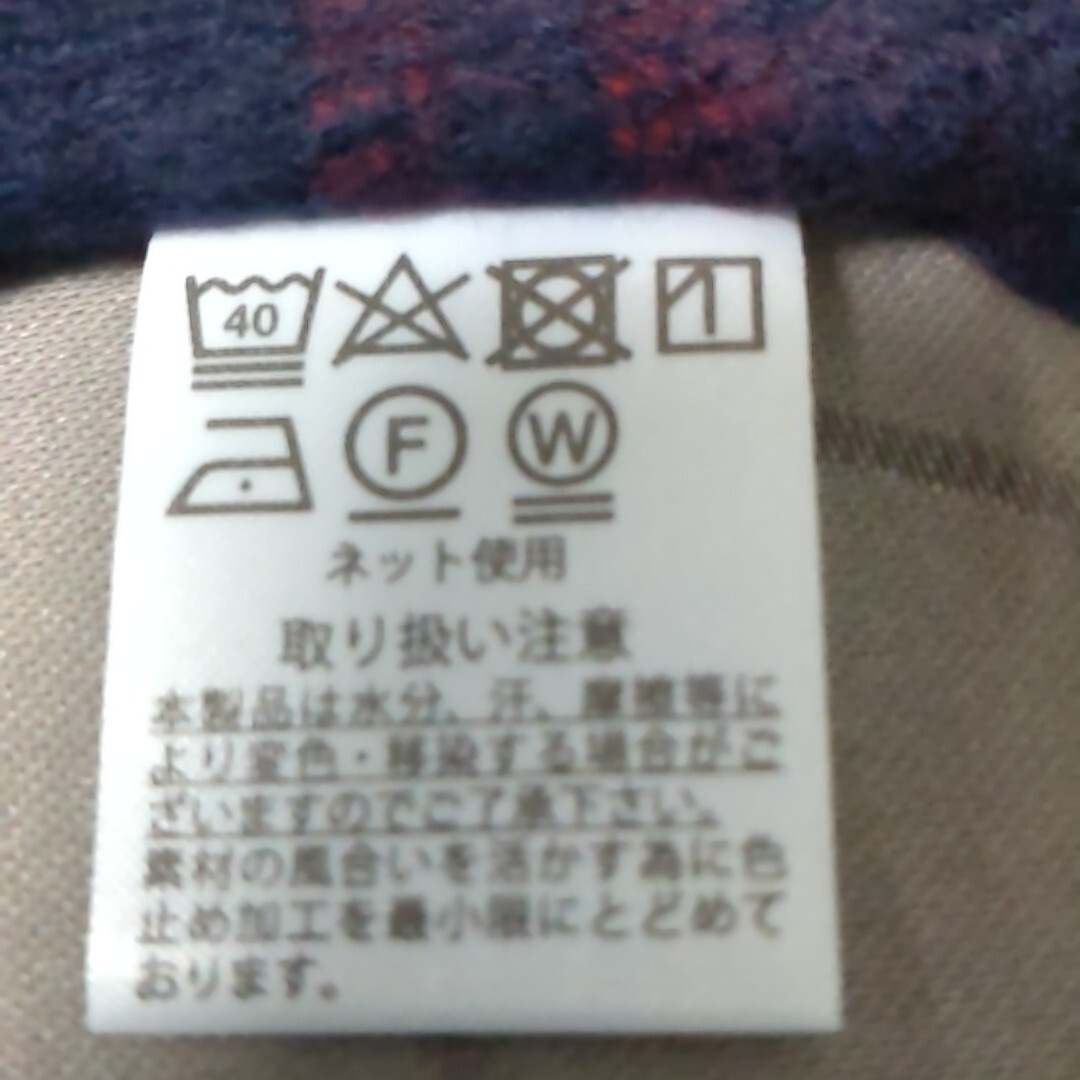 40
F W
ネット使用
取り扱い注意
本製品は水分、汗、摩擦等に
より変色・移染する場合がご
ざいますのでご了承下さい。
素材の風合いを活かす為に色
止め加工を最小限にとどめて
おります。